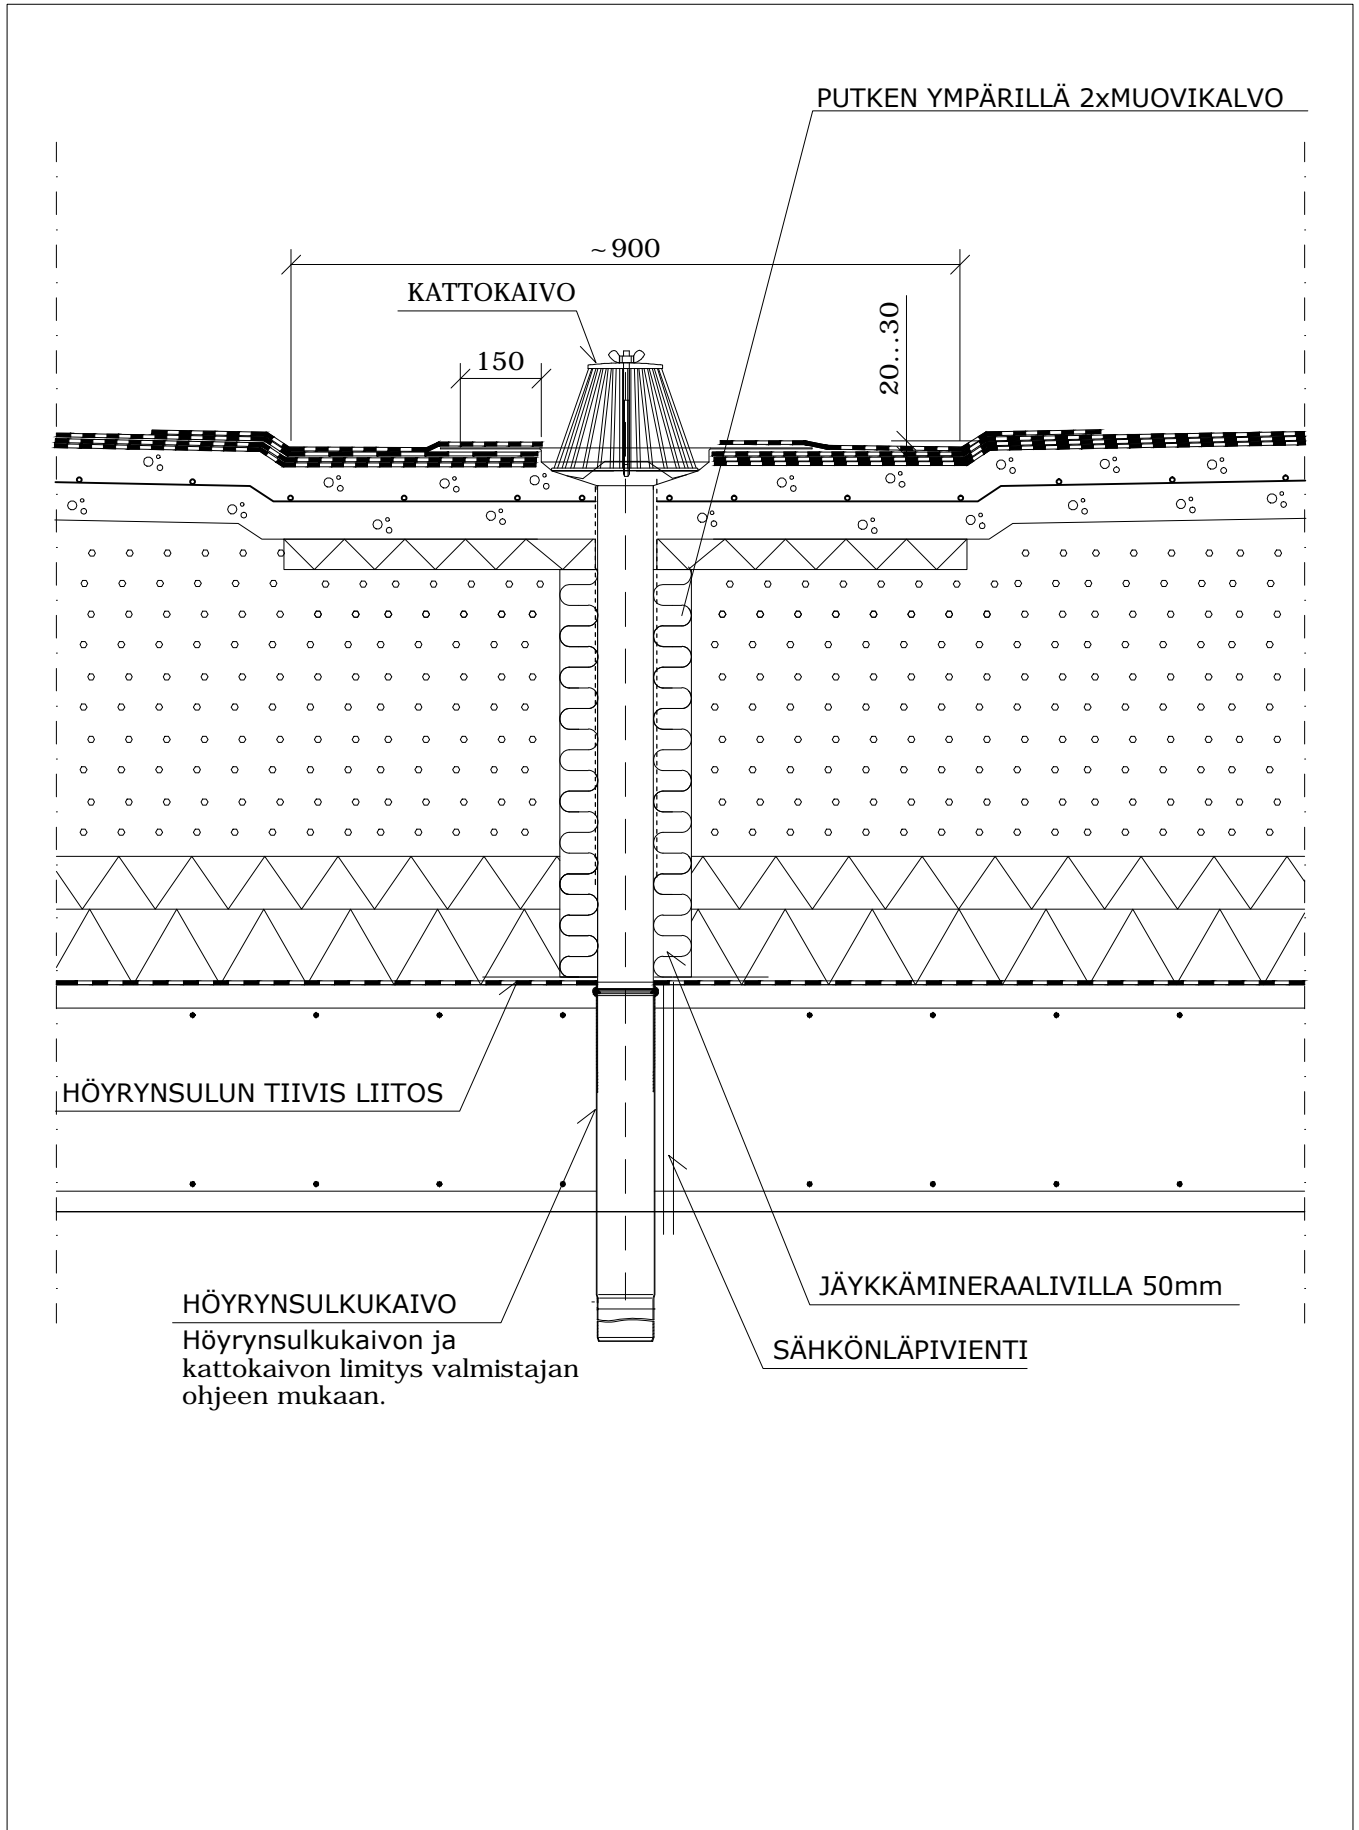 PUTKEN YMPÄRILLÄ 2xMUOVIKALVO
~900
KATTOKAIVO
150
20...30
HÖYRYNSULUN TIIVIS LIITOS
JÄYKKÄMINERAALIVILLA 50mm
HÖYRYNSULKUKAIVO
Höyrynsulkukaivon ja
kattokaivon limitys valmistajan
ohjeen mukaan.
SÄHKÖNLÄPIVIENTI